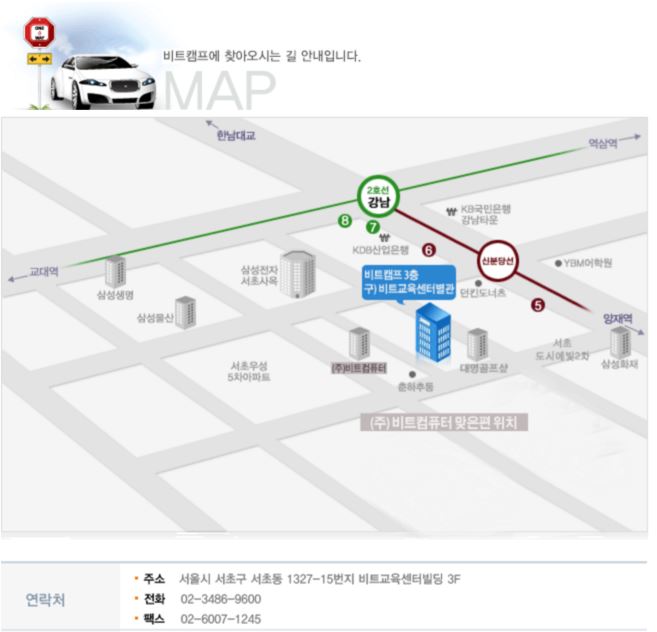 ONE
WAY
비트캠프에 찾아오시는 길 안내입니다.
MAP
한남대교
역삼역
2호선
강남
KB국민은행
강남타운
8
7
KDB산업은행
6
신분당선
YBM어학원
교대역
삼성전자
서초사옥
비트캠프 3층
구) 비트교육센터별관
던킨도너츠
5
삼성생명
삼성물산
양재역
서초우성
5차아파트
(주)비트컴퓨터
대명골프샵
서초
도시에빛2차
삼성화재
춘하추동
(주) 비트컴퓨터 맞은편 위치
연락처
주소 서울시 서초구 서초동 1327-15번지 비트교육센터빌딩 3F
전화 02-3486-9600
팩스 02-6007-1245